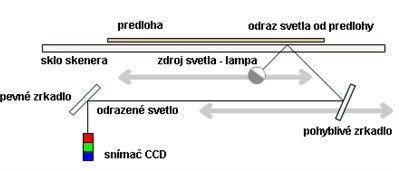 predloha
odraz svetla od predlohy
sklo skenera
zdroj svetla - lampa
pevné zrkadlo
odrazené svetlo
pohyblivé zrkadlo
snímač CCD